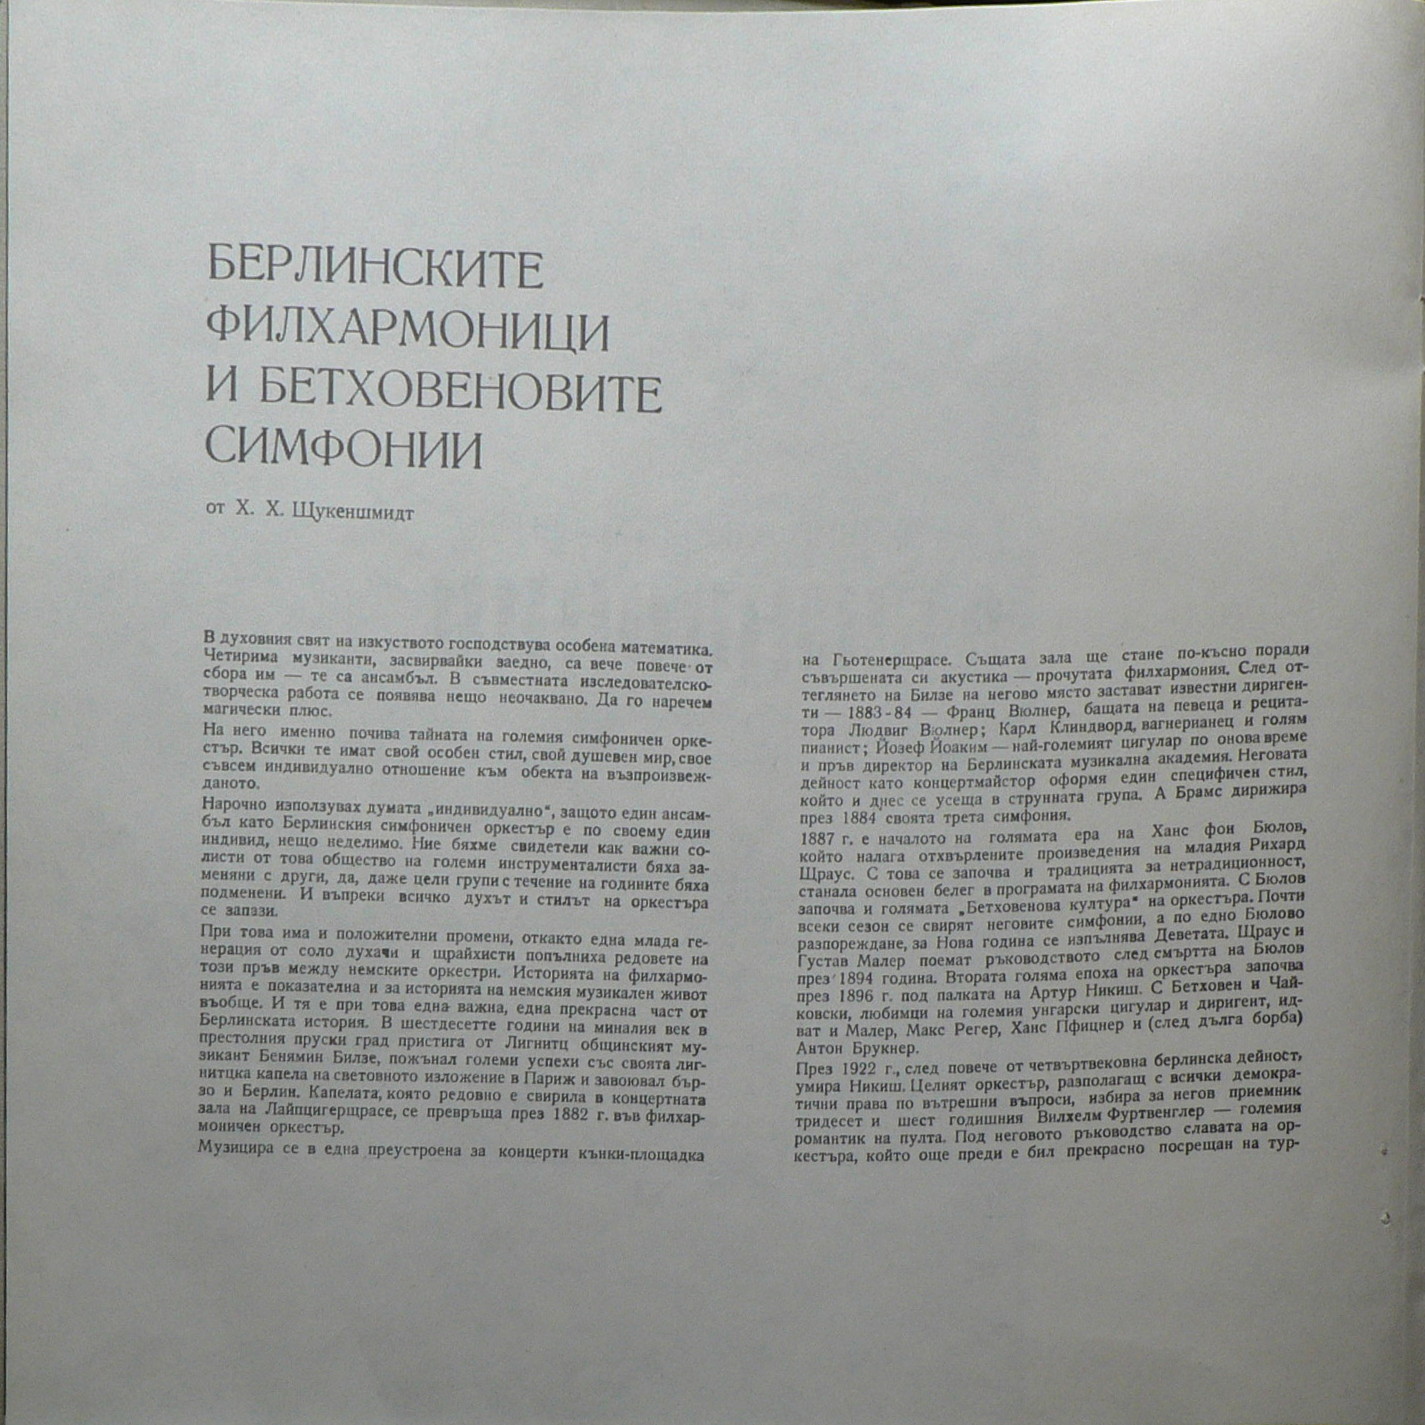 БЕРЛИНСКИТЕ
ФИЛХАРМОНИЦИ
И БЕТХОВЕНОВИТЕ
СИМФОНИИ
от Х. Х. Щукеншмидт
В духовния свят на изкуството господствува особена математика.
Четирима музиканти, засвирвайки заедно, са вече повече от
сбора им — те са ансамбъл. В съвместната изследователско-
творческа работа се появява нещо неочаквано. Да го наречем
магически плюс.
На него именно почива тайната на големия симфоничен орке-
стър. Всички те имат свой особен стил, свой душевен мир, свое
съвсем индивидуално отношение към обекта на възпроизвеж-
даното.
Нарочно използувах думата „индивидуално“, защото един ансам-
бъл като Берлинския симфоничен оркестър е по своему един
индивид, нещо неделимо. Ние бяхме свидетели как важни со-
листи от това общество на големи инструменталисти бяха за-
меняни с други, да, даже цели групи с течение на годините бяха
подменени. И въпреки всичко духът и стилът на оркестъра
се запази.
При това има и положителни промени, откакто една млада ге-
нерация от соло духачи и щрайхисти попълниха редовете на
този пръв между немските оркестри. Историята на филхармо-
нията е показателна и за историята на немския музикален живот
въобще. И тя е при това една важна, една прекрасна част от
Берлинската история. В шестдесетте години на миналия век в
престолния пруски град пристига от Лигнитц общинският му-
зикант Бенямин Билзе, пожънал големи успехи със своята лиг-
нитцка капела на световното изложение в Париж и завоювал бър-
зо и Берлин. Капелата, която редовно е свирила в концертната
зала на Лайпцигерщрасе, се превръща през 1882 г. във филхар-
моничен оркестър.
Музицира се в една преустроена за концерти кънки-площадка
на Гьотенерщрасе. Същата зала ще стане по-късно поради
съвършената си акустика — прочутата филхармония. След от-
теглянето на Билзе на негово място застават известни дириген-
ти — 1883-84 — Франц Вюлнер, бащата на певеца и рецита-
тора Людвиг Вюлнер; Карл Клиндворд, вагнерианец и голям
пианист; Йозеф Йоаким — най-големият цигулар по онова време
и пръв директор на Берлинската музикална академия. Неговата
дейност като концертмайстор оформя един специфичен стил,
който и днес се усеща в струнната група. А Брамс дирижира
през 1884 своята трета симфония.
1887 г. е началото на голямата ера на Ханс фон Бюлов,
който налага отхвърлените произведения на младия Рихард
Щраус. С това се започва и традицията за нетрадиционност,
станала основен белег в програмата на филхармонията. С Бюлов
започва и голямата „Бетховенова култура“ на оркестъра. Почти
всеки сезон се свирят неговите симфонии, а по едно Бюлово
разпореждане, за Нова година се изпълнява Деветата. Щраус и
Густав Малер поемат ръководството след смъртта на Бюлов
през 1894 година. Втората голяма епоха на оркестъра започва
през 1896 г. под палката на Артур Никиш. С Бетховен и Чай-
ковски, любимци на големия унгарски цигулар и диригент, ид-
ват и Малер, Макс Регер, Ханс Пфицнер и (след дълга борба)
Антон Брукнер.
През 1922 г., след повече от четвъртвековна берлинска дейност,
умира Никиш. Целият оркестър, разполагащ с всички демокра-
тични права по вътрешни въпроси, избира за негов приемник
тридесет и шест годишния Вилхелм Фуртвенглер — големия
романтик на пулта. Под неговото ръководство славата на ор-
кестъра, който още преди е бил прекрасно посрещан на тур-